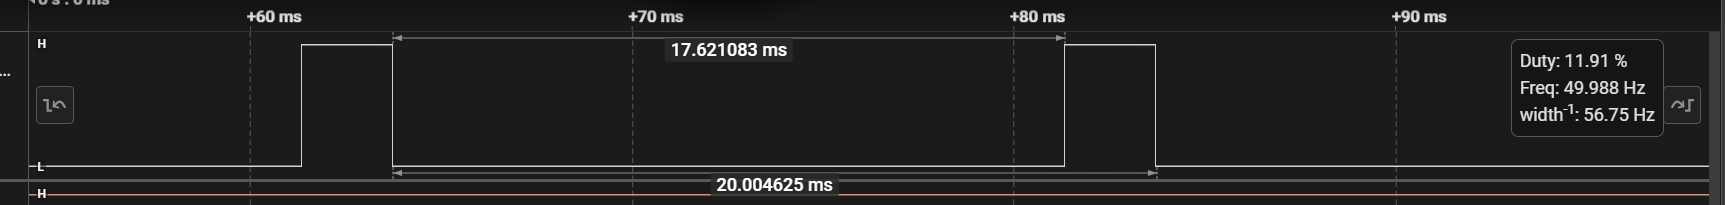 +60 ms
+70 ms
+80 ms
+90 ms
H
17.621083 ms
...
Duty: 11.91 %
Freq: 49.988 Hz
width-1: 56.75 Hz
L
20.004625 ms
H